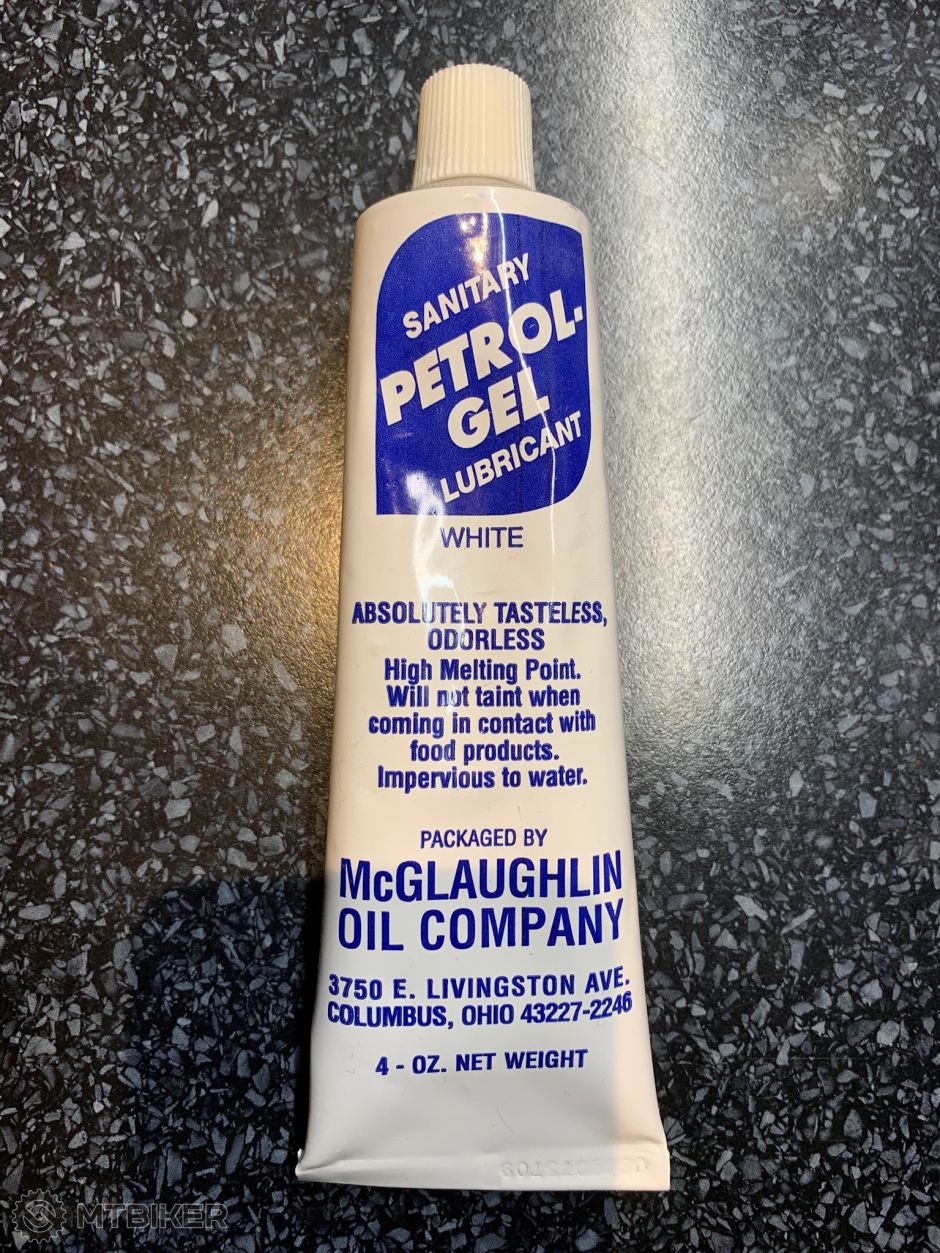 SANITARY
PETROL-
GEL
LUBRICANT
WHITE
ABSOLUTELY TASTELESS,
ODORLESS
High Melting Point.
Will not taint when
coming in contact with
food products.
Impervious to water.
PACKAGED BY
McGLAUGHLIN
OIL COMPANY
3750 E. LIVINGSTON AVE.
COLUMBUS, OHIO 43227-2246
4 - OZ. NET WEIGHT
MTBIKER